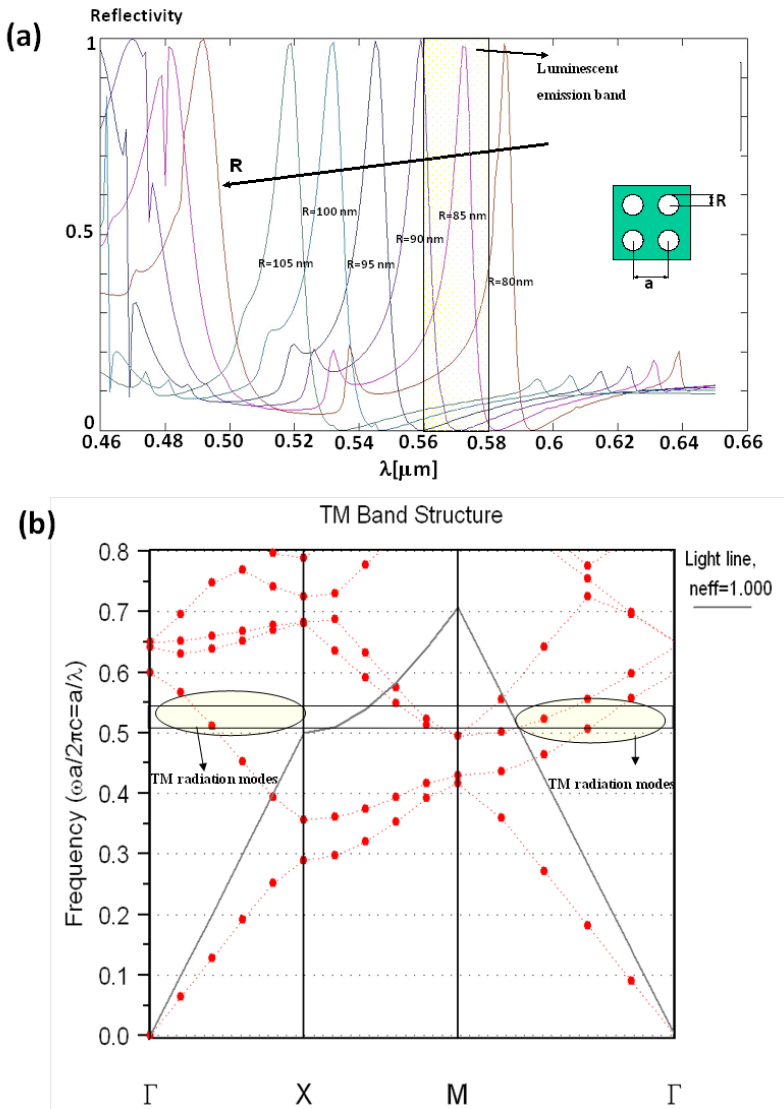 Reflectivity
(a)
1
0.5
0
Luminescent
emission band
R
R=105 nm
R=100 nm
R=95 nm
R=90 nm
R=85 nm
R=80nm
R
a
0.46
0.48
0.50
0.52
0.54
0.56
0.58
0.6
0.62
0.64
0.66
λ[μm]
(b)
TM Band Structure
Light line,
neff=1.000
0.8
0.7
0.6
0.5
0.4
0.3
0.2
0.1
0.0
Frequency (ωa/2πc=a/λ)
TM radiation modes
TM radiation modes
Γ
X
M
Γ